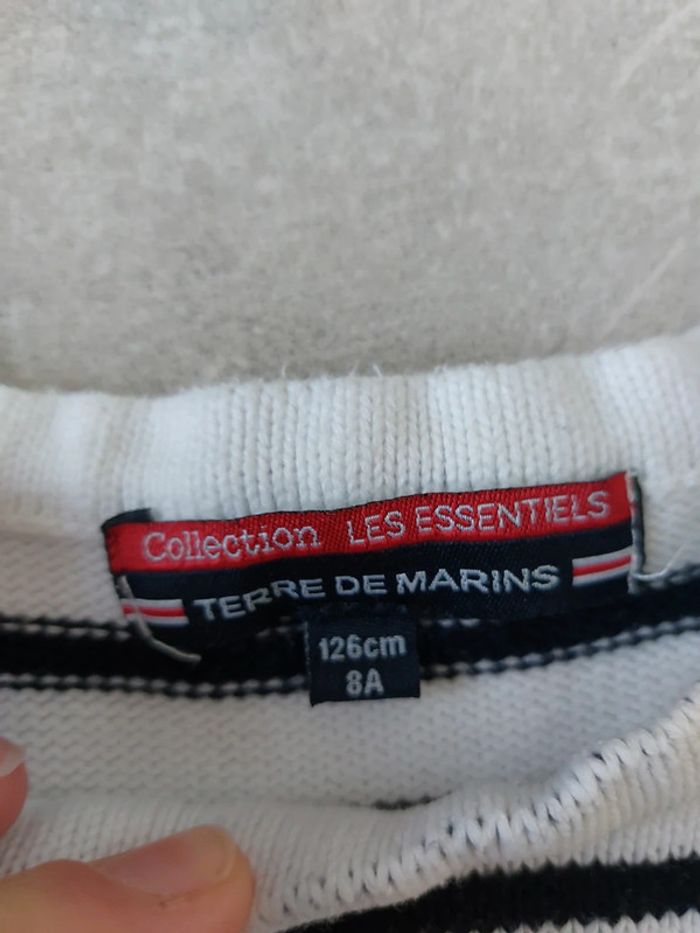 Collection LES ESSENTIELS
TERRE DE MARINS
126cm
8A